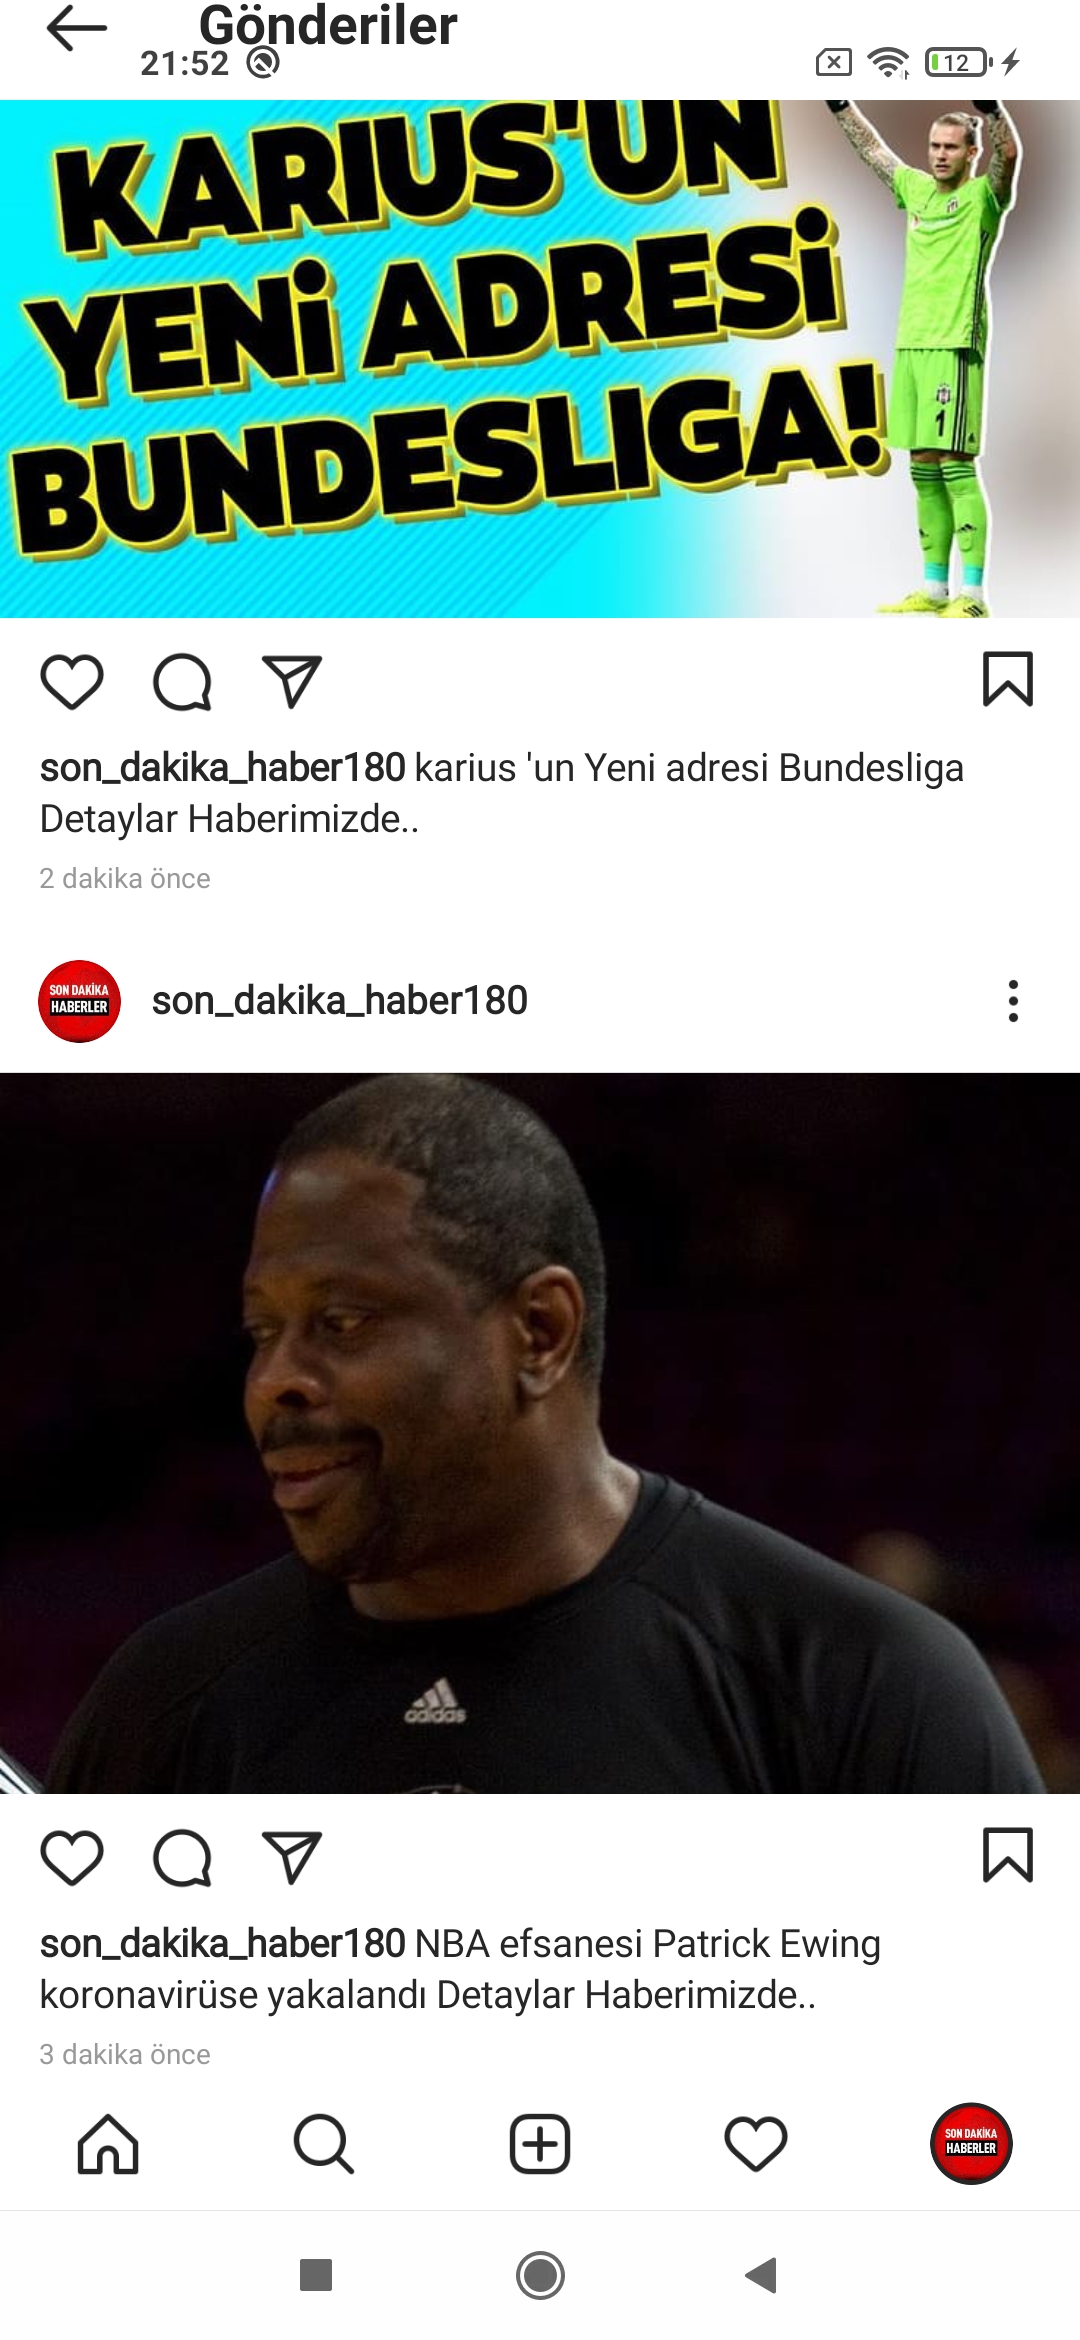 Gönderiler
21:52
12
KARIUS'UN
YENİ ADRESİ
BUNDESLIGA!
1
son_dakika_haber180 karius 'un Yeni adresi Bundesliga
Detaylar Haberimizde..
2 dakika önce
SON DAKİKA
HABERLER
son_dakika_haber180
adidas
son_dakika_haber180 NBA efsanesi Patrick Ewing
koronavirüse yakalandı Detaylar Haberimizde..
3 dakika önce
SON DAKİKA
HABERLER